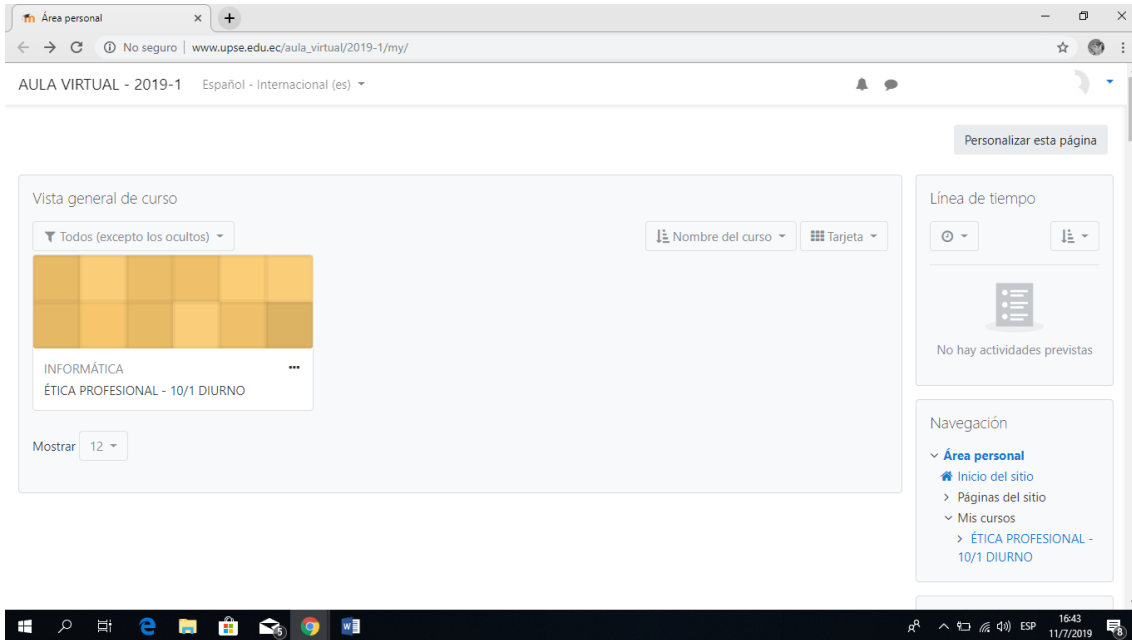 Área personal
No seguro | www.upse.edu.ec/aula_virtual/2019-1/my/
AULA VIRTUAL - 2019-1 Español - Internacional (es)
Personalizar esta página
Vista general de curso
Todos (excepto los ocultos)
Nombre del curso
Tarjeta
INFORMÁTICA
ÉTICA PROFESIONAL - 10/1 DIURNO
Mostrar 12
Línea de tiempo
No hay actividades previstas
Navegación
Área personal
Inicio del sitio
Páginas del sitio
Mis cursos
ÉTICA PROFESIONAL -
10/1 DIURNO
5
ESP
16:43
11/7/2019
8